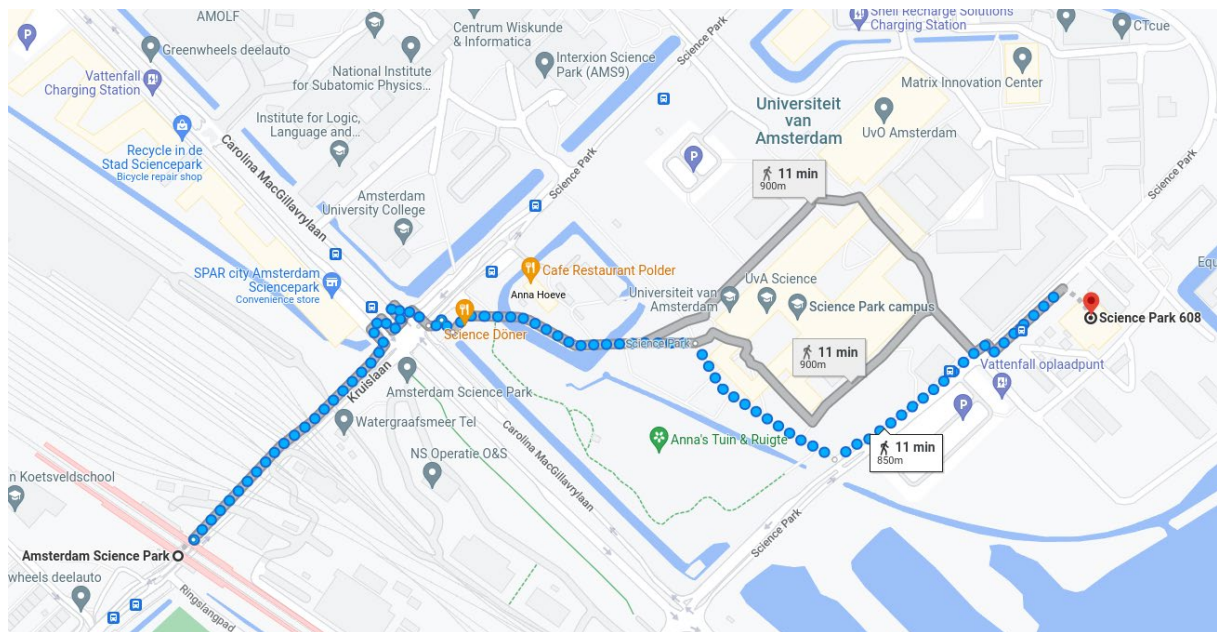 AMOLF
Shell Recharge Solutions
Charging Station
CTcue
Centrum Wiskunde
& Informatica
Greenwheels deelauto
Science Park
Interxion Science
Park (AMS9)
National Institute
for Subatomic Physics...
Vattenfall
Charging Station
Matrix Innovation Center
P
Universiteit
van
Amsterdam
Institute for Logic,
Language and...
UvO Amsterdam
Recycle in de
Stad Sciencepark
Bicycle repair shop
P
Science Park
Science Park
11 min
900m
Carolina MacGillavrylaan
Amsterdam
University College
SPAR city Amsterdam
Sciencepark
Convenience store
Cafe Restaurant Polder
Anna Hoeve
UvA Science
Universiteit van
Amsterdam
Science Park campus
Equ
Science Park 608
Science Döner
Science Park
11 min
900m
Kruislaan
Vattenfall oplaadpunt
Amsterdam Science Park
P
Watergraafsmeer Tel
Carolina MacGillavrylaan
Anna's Tuin & Ruigte
11 min
850m
NS Operatie O&S
n Koetsveldschool
Science Park
Amsterdam Science Park
wheels deelauto
Ringslangpad